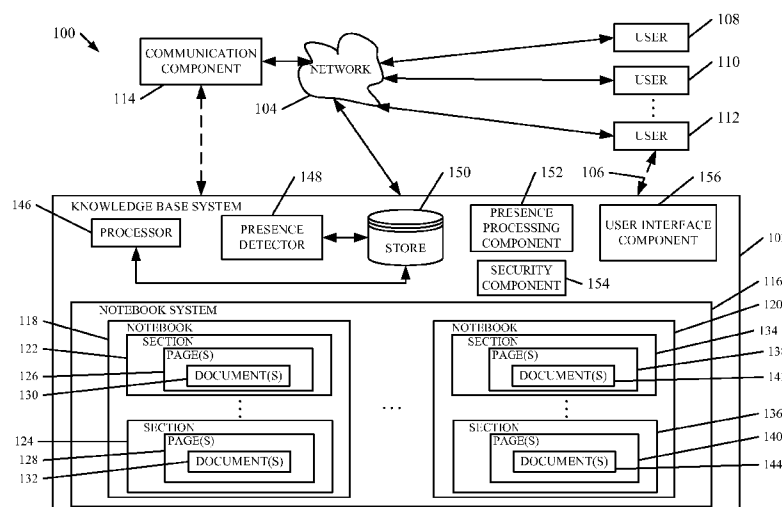 100
COMMUNICATION
COMPONENT
114
NETWORK
104
USER
108
USER
110
USER
112
106
KNOWLEDGE BASE SYSTEM
146
PROCESSOR
148
PRESENCE
DETECTOR
150
STORE
152
PRESENCE
PROCESSING
COMPONENT
SECURITY
COMPONENT
154
156
USER INTERFACE
COMPONENT
NOTEBOOK SYSTEM
116
118
NOTEBOOK
122
SECTION
126
PAGE(S)
130
DOCUMENT(S)
124
SECTION
128
PAGE(S)
132
DOCUMENT(S)
...
120
NOTEBOOK
134
SECTION
PAGE(S)
DOCUMENT(S)
136
SECTION
140
PAGE(S)
144
DOCUMENT(S)